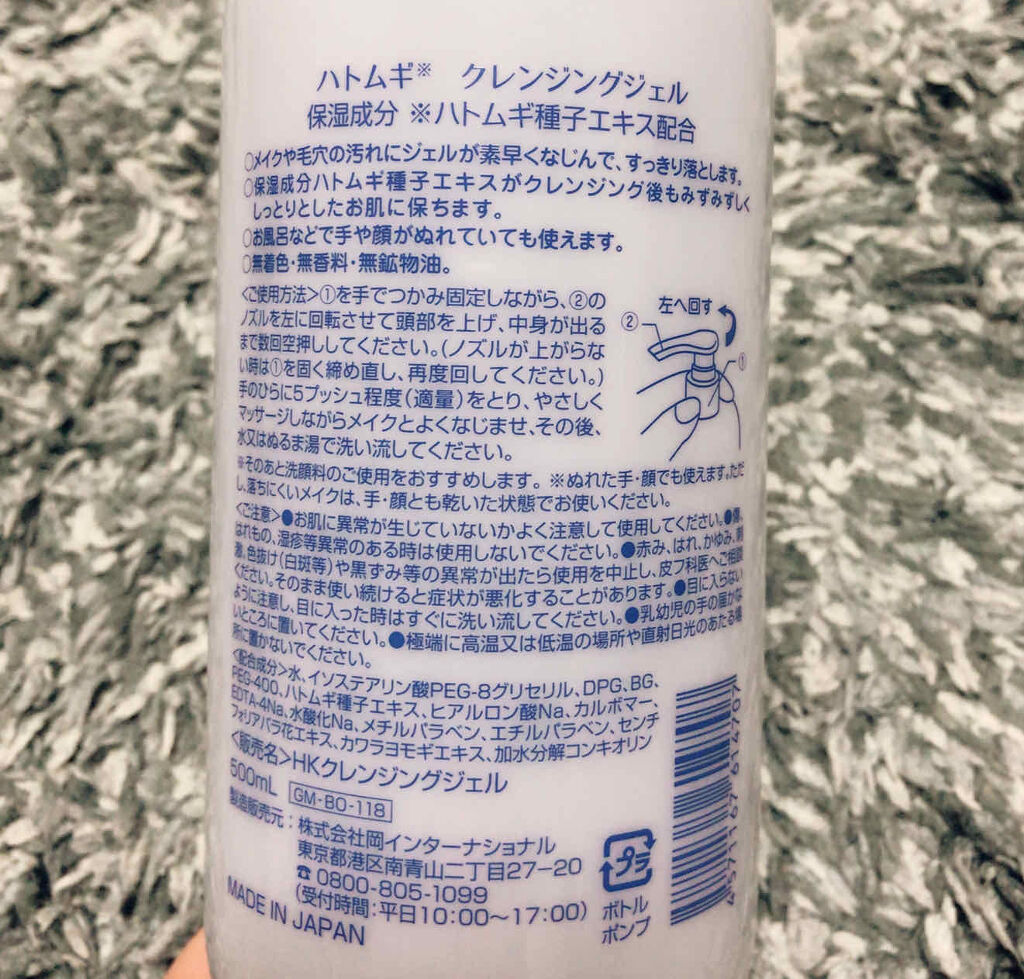 ハトムギ※ クレンジングジェル
保湿成分 ※ハトムギ種子エキス配合
○メイクや毛穴の汚れにジェルが素早くなじんで、すっきり落とします。
○保湿成分ハトムギ種子エキスがクレンジング後もみずみずしく
しっとりとしたお肌に保ちます。
○お風呂などで手や顔がぬれていても使えます。
○無着色・無香料・無鉱物油。
<ご使用方法>①を手でつかみ固定しながら、②の
ノズルを左に回転させて頭部を上げ、中身が出る
まで数回空押ししてください。(ノズルが上がらな
い時は①を固く締め直し、再度回してください。)
手のひらに5プッシュ程度(適量)をとり、やさしく
マッサージしながらメイクとよくなじませ、その後、
水又はぬるま湯で洗い流してください。
左へ回す
②
①
※そのあと洗顔料のご使用をおすすめします。 ※ぬれた手・顔でも使えます。ただ
し、落ちにくいメイクは、手・顔とも乾いた状態でお使いください。
<ご注意>●お肌に異常が生じていないかよく注意して使用してください。●傷、
はれもの、湿疹等異常のある時は使用しないでください。●赤み、はれ、かゆみ、刺
激、色抜け(白斑等)や黒ずみ等の異常が出たら使用を中止し、皮フ科医へご相談
ください。そのまま使い続けると症状が悪化することがあります。●目に入らない
ように注意し、目に入った時はすぐに洗い流してください。●乳幼児の手の届かな
いところに置いてください。●極端に高温又は低温の場所や直射日光のあたる場
所に置かないでください。
<配合成分>水、イソステアリン酸PEG-8グリセリル、DPG、BG、
PEG-400、ハトムギ種子エキス、ヒアルロン酸Na、カルボマー、
EDTA-4Na、水酸化Na、メチルパラベン、エチルパラベン、センチ
フォリアバラ花エキス、カワラヨモギエキス、加水分解コンキオリン
<販売名>HKクレンジングジェル
500mL GM-BO-118
製造販売元:株式会社岡インターナショナル
東京都港区南青山二丁目27-20
☎0800-805-1099
(受付時間:平日10:00~17:00)
MADE IN JAPAN
プラ
ボトル
ポンプ